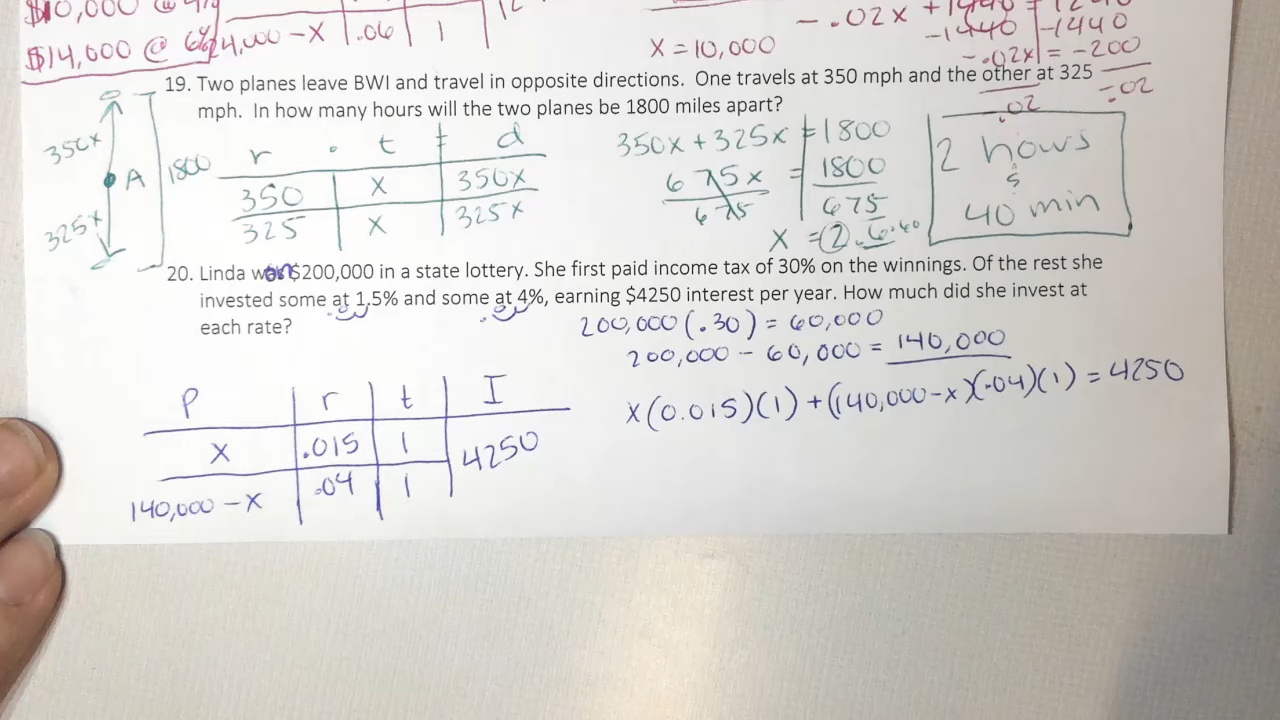 $10,000 @ 4%
$14,000 @ 6%
24,000 - x .06 1
x = 10,000
- .02x + 1440 = 1240
-1440 -1440
-.02x = -200
.02 -.02
19. Two planes leave BWI and travel in opposite directions. One travels at 350 mph and the other at 325
mph. In how many hours will the two planes be 1800 miles apart?
350x
A
325x
1800
r · t = d
350 x 350x
325 x 325x
350x + 325x = 1800
675x = 1800
675 675
x = 2.6
2 hours
&
40 min
20. Linda won $200,000 in a state lottery. She first paid income tax of 30% on the winnings. Of the rest she
invested some at 1.5% and some at 4%, earning $4250 interest per year. How much did she invest at
each rate?
200,000 (.30) = 60,000
200,000 - 60,000 = 140,000
x(0.015)(1) + (140,000-x)(.04)(1) = 4250
P r t I
x .015 1 4250
140,000 - x .04 1